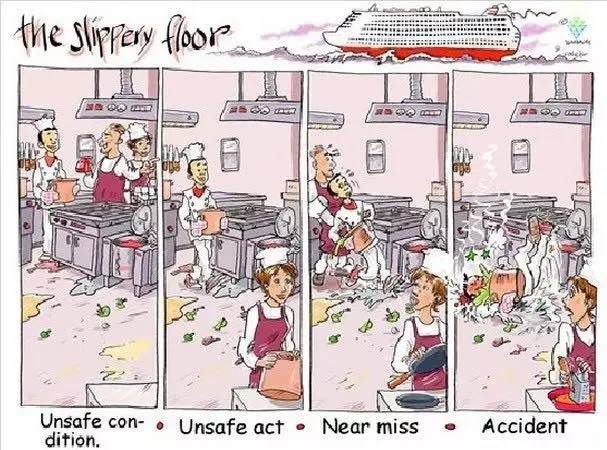 the slippery floor
Unsafe con-
dition.
• Unsafe act • Near miss • Accident